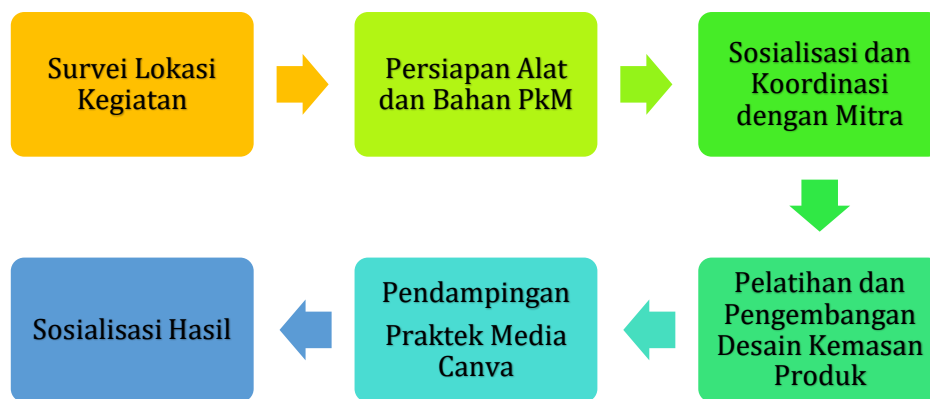 Survei Lokasi
Kegiatan
Persiapan Alat
dan Bahan PkM
Sosialisasi dan
Koordinasi
dengan Mitra
Pelatihan dan
Pengembangan
Desain Kemasan
Produk
Pendampingan
Praktek Media
Canva
Sosialisasi Hasil